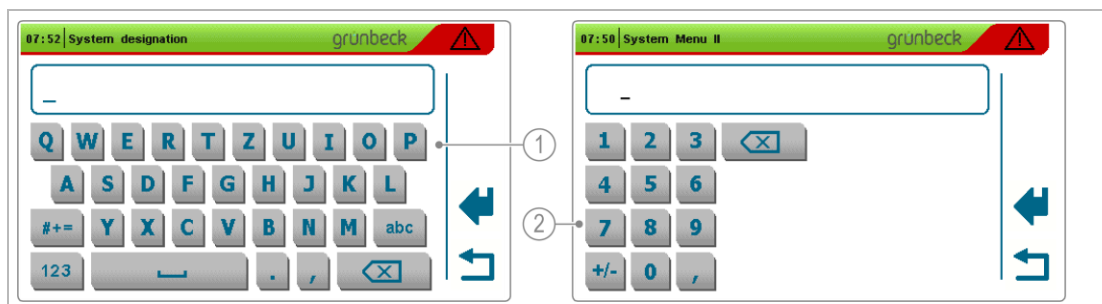 07:52 System designation grünbeck
_
Q W E R T Z U I O P
A S D F G H J K L
#+= Y X C V B N M abc
123 . ,
1
07:50 System Menu II grünbeck
_
1 2 3
4 5 6
7 8 9
+/- 0 ,
2